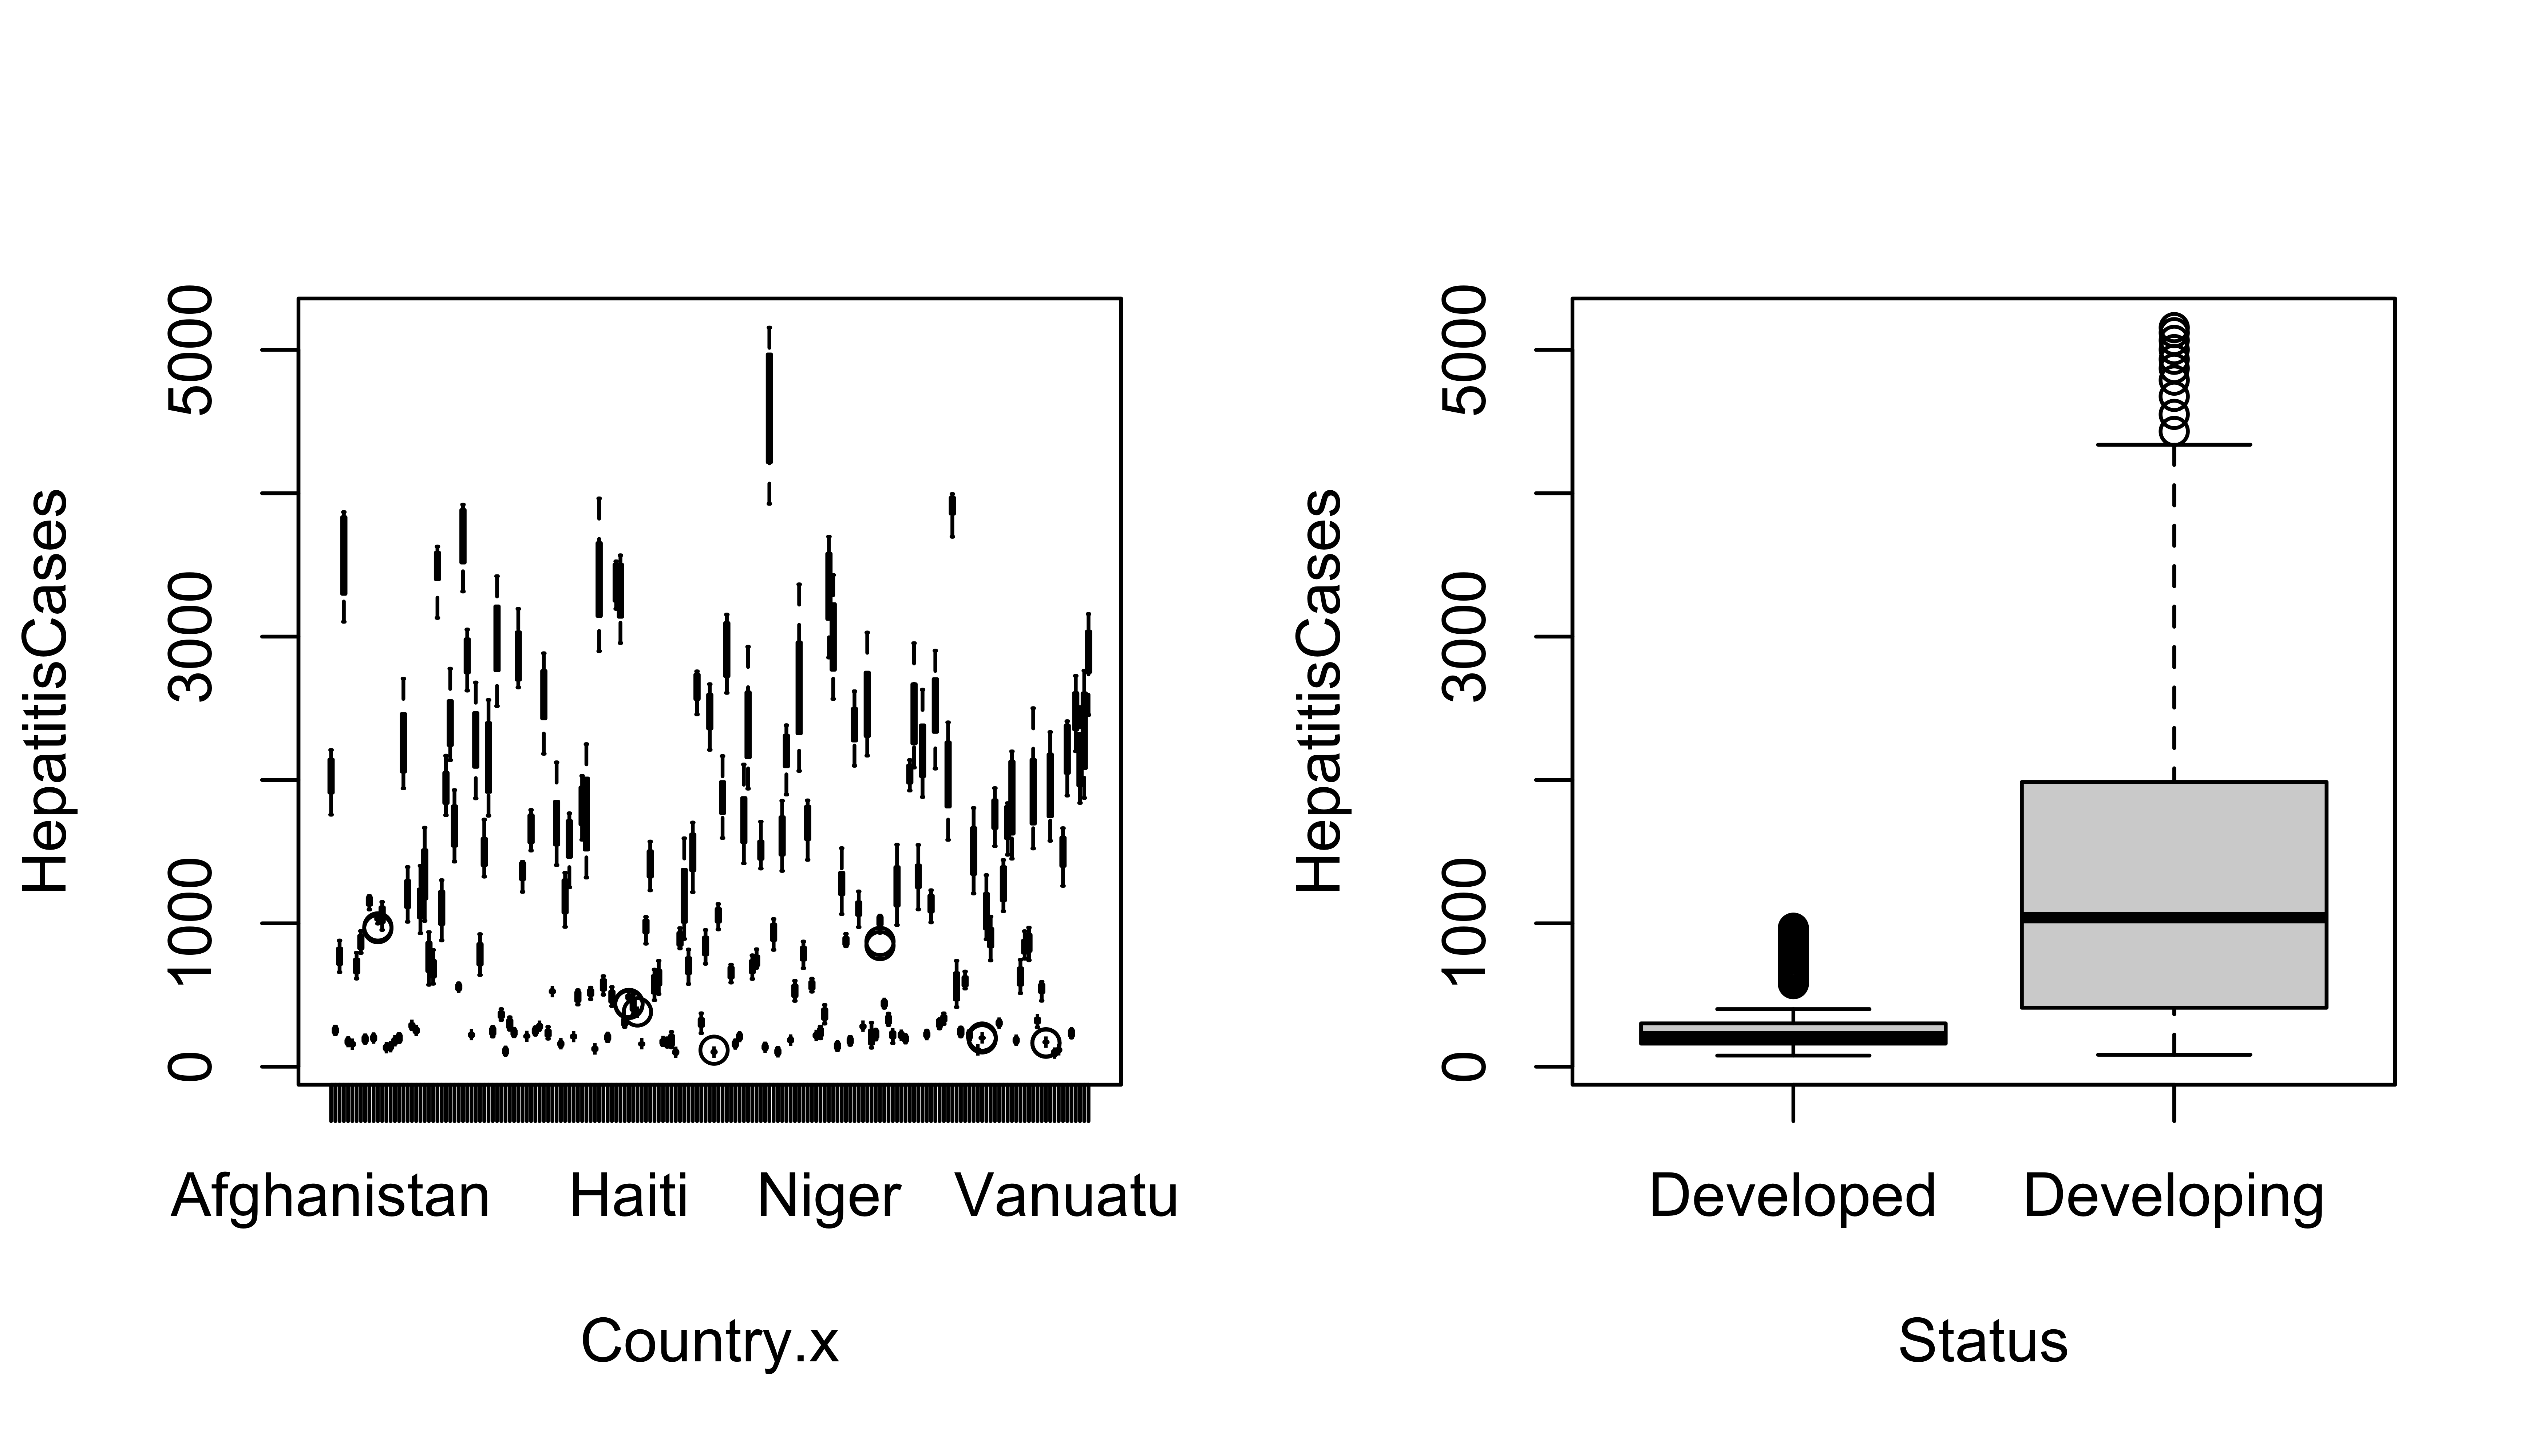 HepatitisCases
5000
3000
1000
0
Afghanistan Haiti Niger Vanuatu
Country.x
HepatitisCases
5000
3000
1000
0
Developed Developing
Status